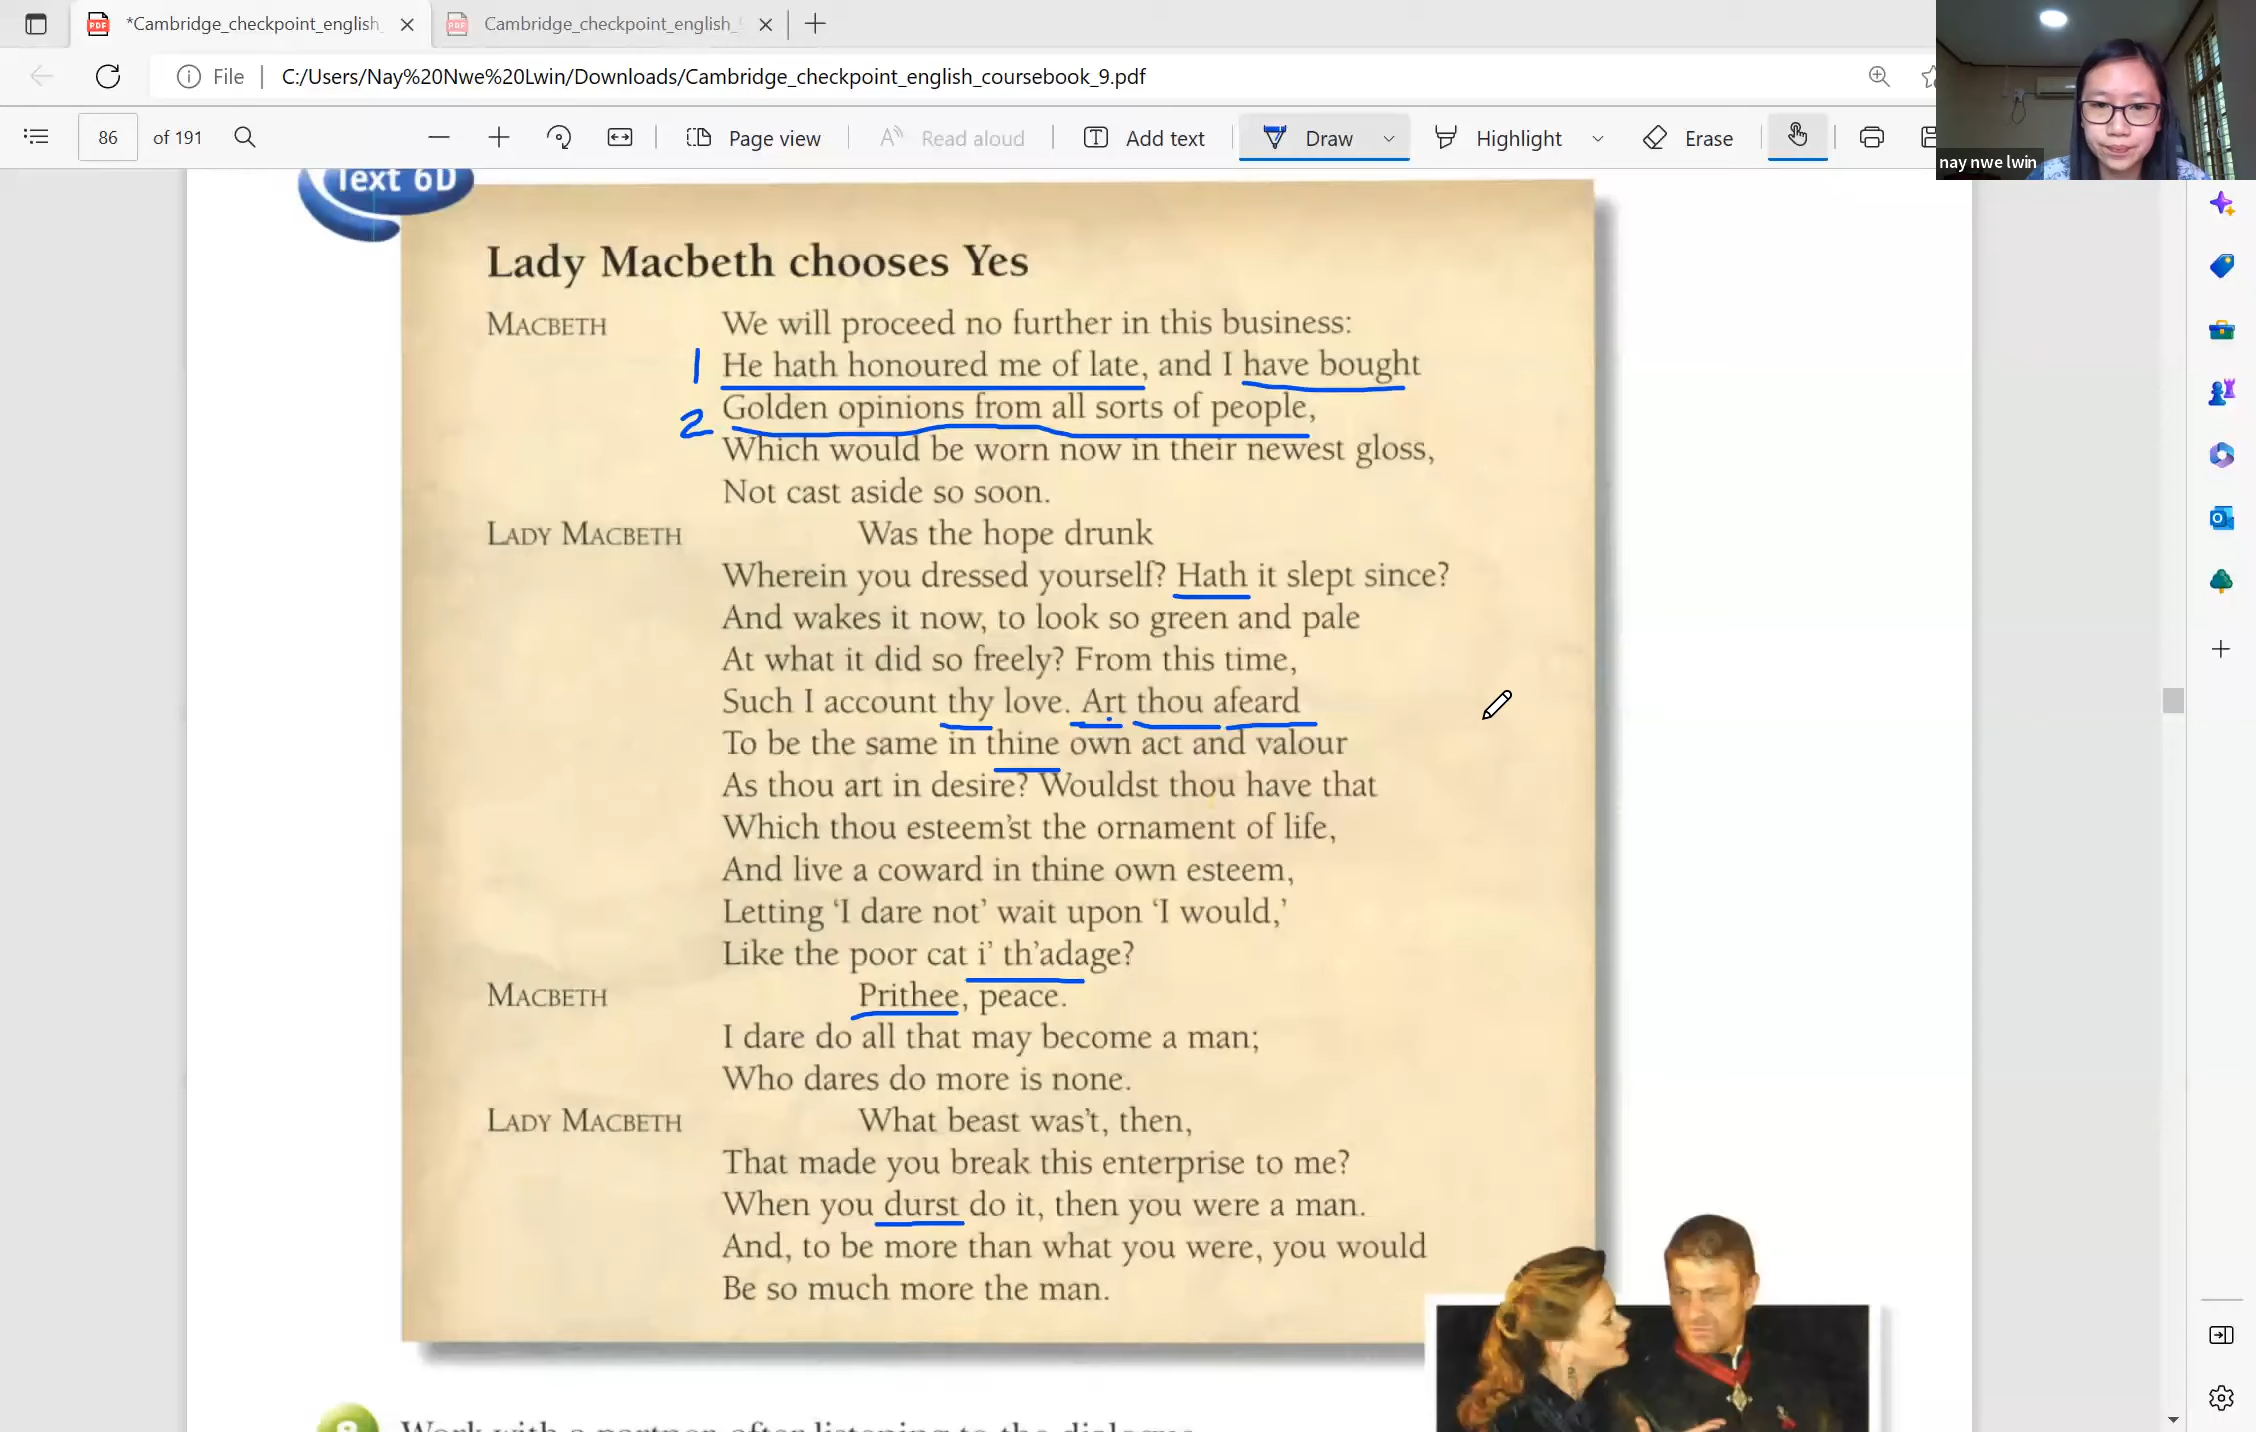 *Cambridge_checkpoint_english_
Cambridge_checkpoint_english_
File
C:/Users/Nay%20Nwe%20Lwin/Downloads/Cambridge_checkpoint_english_coursebook_9.pdf
86 of 191
Page view
Read aloud
Add text
Draw
Highlight
Erase
nay nwe lwin
Text 6D
Lady Macbeth chooses Yes
MACBETH We will proceed no further in this business:
1 He hath honoured me of late, and I have bought
2 Golden opinions from all sorts of people,
Which would be worn now in their newest gloss,
Not cast aside so soon.
LADY MACBETH Was the hope drunk
Wherein you dressed yourself? Hath it slept since?
And wakes it now, to look so green and pale
At what it did so freely? From this time,
Such I account thy love. Art thou afeard
To be the same in thine own act and valour
As thou art in desire? Wouldst thou have that
Which thou esteem'st the ornament of life,
And live a coward in thine own esteem,
Letting ‘I dare not’ wait upon ‘I would,’
Like the poor cat i’ th’adage?
MACBETH Prithee, peace.
I dare do all that may become a man;
Who dares do more is none.
LADY MACBETH What beast was’t, then,
That made you break this enterprise to me?
When you durst do it, then you were a man.
And, to be more than what you were, you would
Be so much more the man.
8 Work with a partner after listening to the dialogue